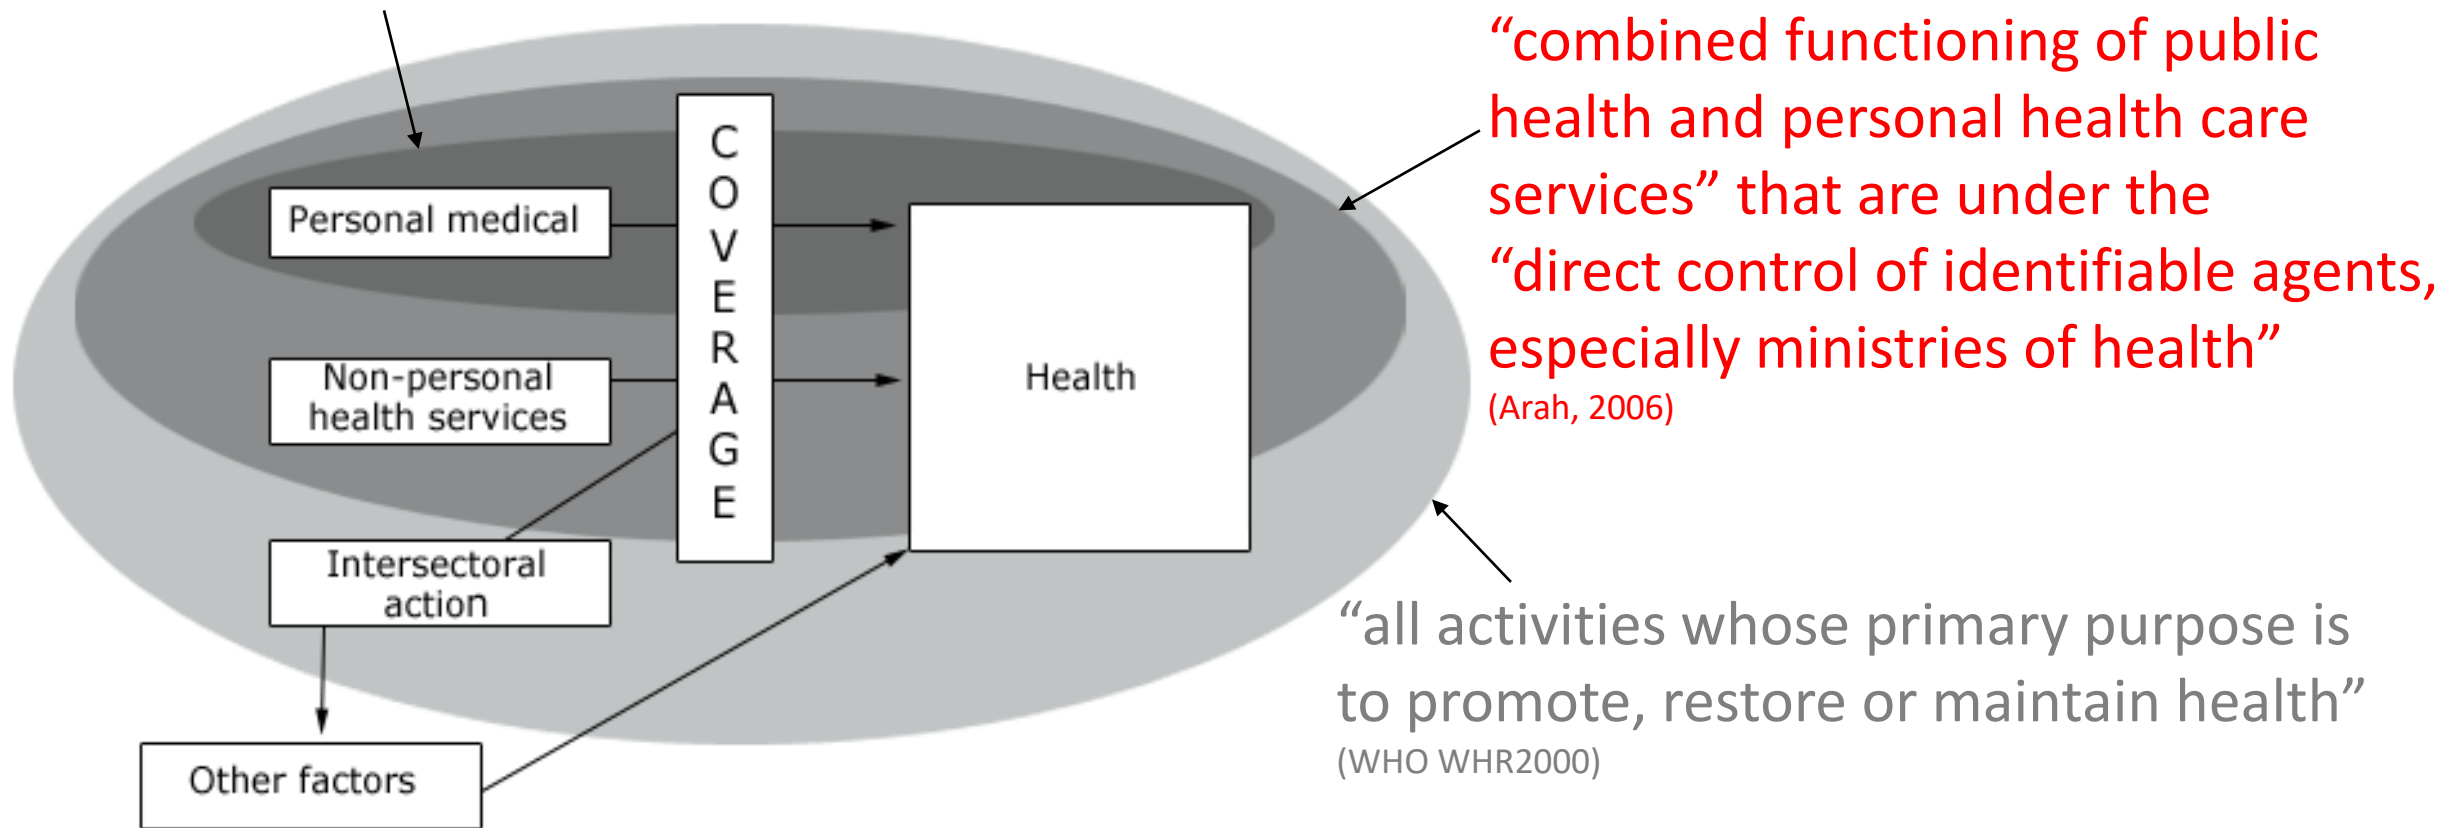 “combined functioning of public
health and personal health care
services” that are under the
“direct control of identifiable agents,
especially ministries of health”
(Arah, 2006)
C
O
V
E
R
A
G
E
Personal medical
Non-personal
health services
Health
Intersectoral
action
Other factors
“all activities whose primary purpose is
to promote, restore or maintain health”
(WHO WHR2000)